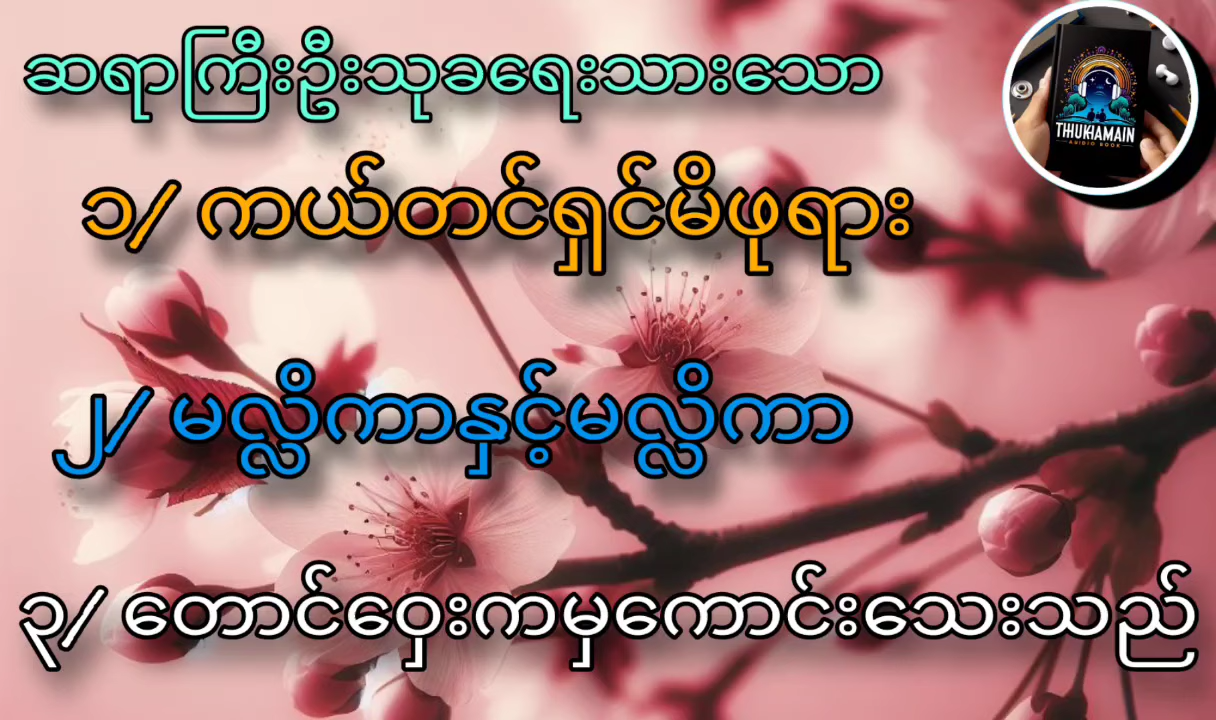 ဆရာကြီးဦးသုခရေးသားသော
THUKHAMAIN
AUDIO BOOK
၁/ ကယ်တင်ရှင်မိဖုရား
၂/ မလ္လိကာနှင့်မလ္လိကာ
၃/ တောင်ဝှေးကမှကောင်းသေးသည်